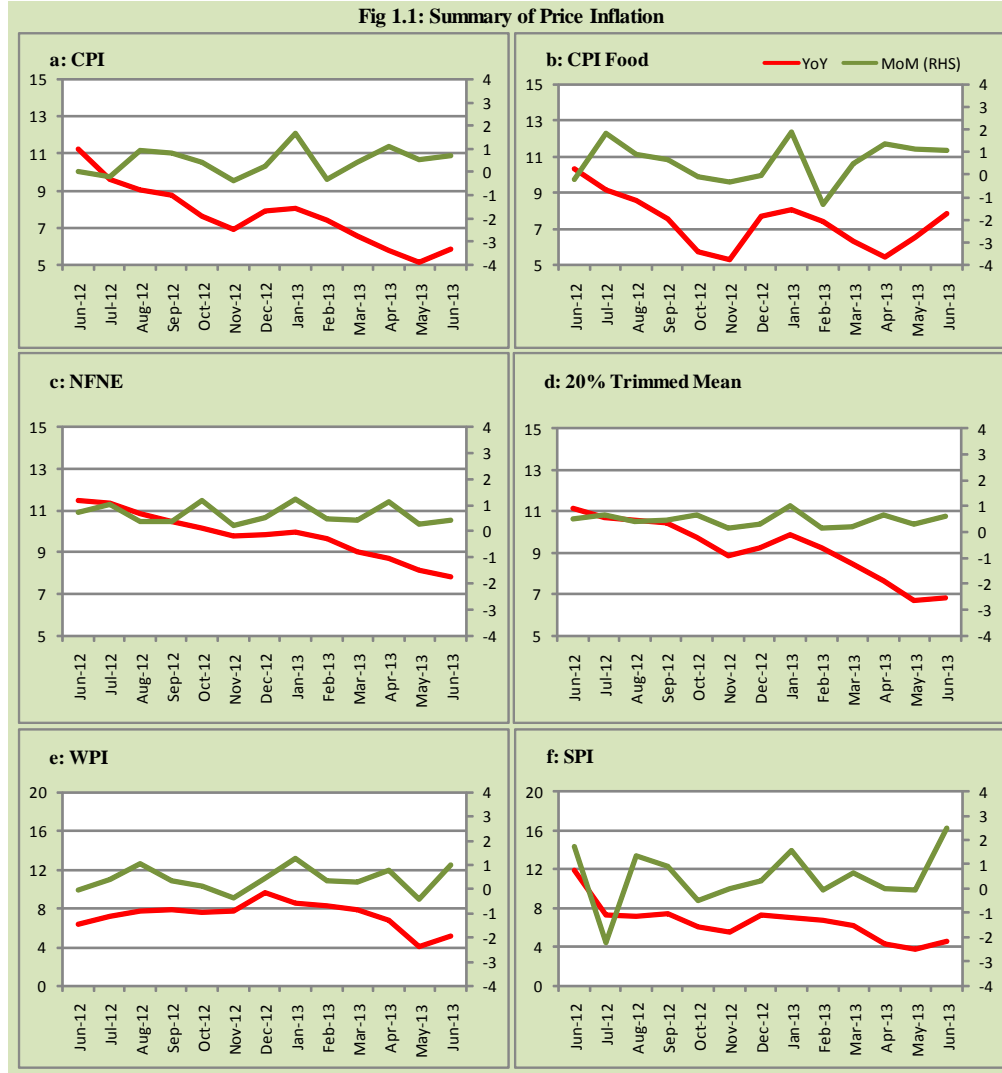 Fig 1.1: Summary of Price Inflation
a: CPI
15
13
11
9
7
5
4
3
2
1
0
-1
-2
-3
-4
Jun-12
Jul-12
Aug-12
Sep-12
Oct-12
Nov-12
Dec-12
Jan-13
Feb-13
Mar-13
Apr-13
May-13
Jun-13
b: CPI Food
YoY
MoM (RHS)
15
13
11
9
7
5
4
3
2
1
0
-1
-2
-3
-4
Jun-12
Jul-12
Aug-12
Sep-12
Oct-12
Nov-12
Dec-12
Jan-13
Feb-13
Mar-13
Apr-13
May-13
Jun-13
c: NFNE
15
13
11
9
7
5
4
3
2
1
0
-1
-2
-3
-4
Jun-12
Jul-12
Aug-12
Sep-12
Oct-12
Nov-12
Dec-12
Jan-13
Feb-13
Mar-13
Apr-13
May-13
Jun-13
d: 20% Trimmed Mean
15
13
11
9
7
5
4
3
2
1
0
-1
-2
-3
-4
Jun-12
Jul-12
Aug-12
Sep-12
Oct-12
Nov-12
Dec-12
Jan-13
Feb-13
Mar-13
Apr-13
May-13
Jun-13
e: WPI
20
16
12
8
4
0
4
3
2
1
0
-1
-2
-3
-4
Jun-12
Jul-12
Aug-12
Sep-12
Oct-12
Nov-12
Dec-12
Jan-13
Feb-13
Mar-13
Apr-13
May-13
Jun-13
f: SPI
20
16
12
8
4
0
4
3
2
1
0
-1
-2
-3
-4
Jun-12
Jul-12
Aug-12
Sep-12
Oct-12
Nov-12
Dec-12
Jan-13
Feb-13
Mar-13
Apr-13
May-13
Jun-13